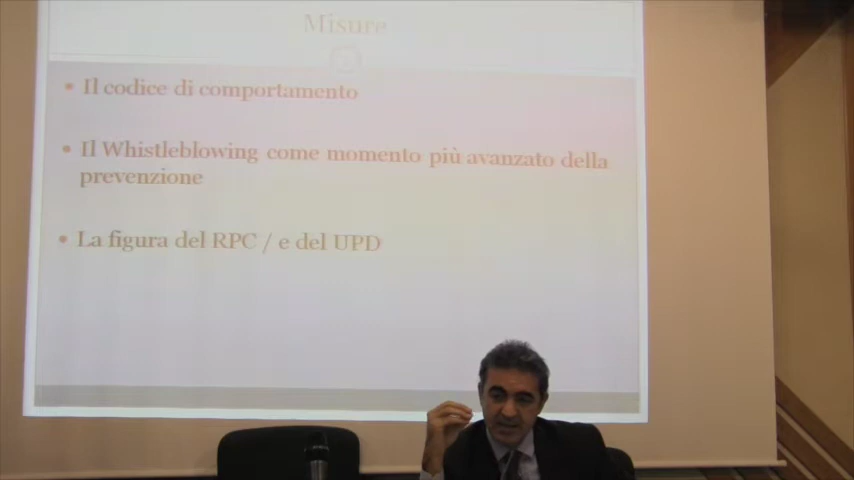 Misure
• Il codice di comportamento
• Il Whistleblowing come momento più avanzato della
prevenzione
• La figura del RPC / e del UPD